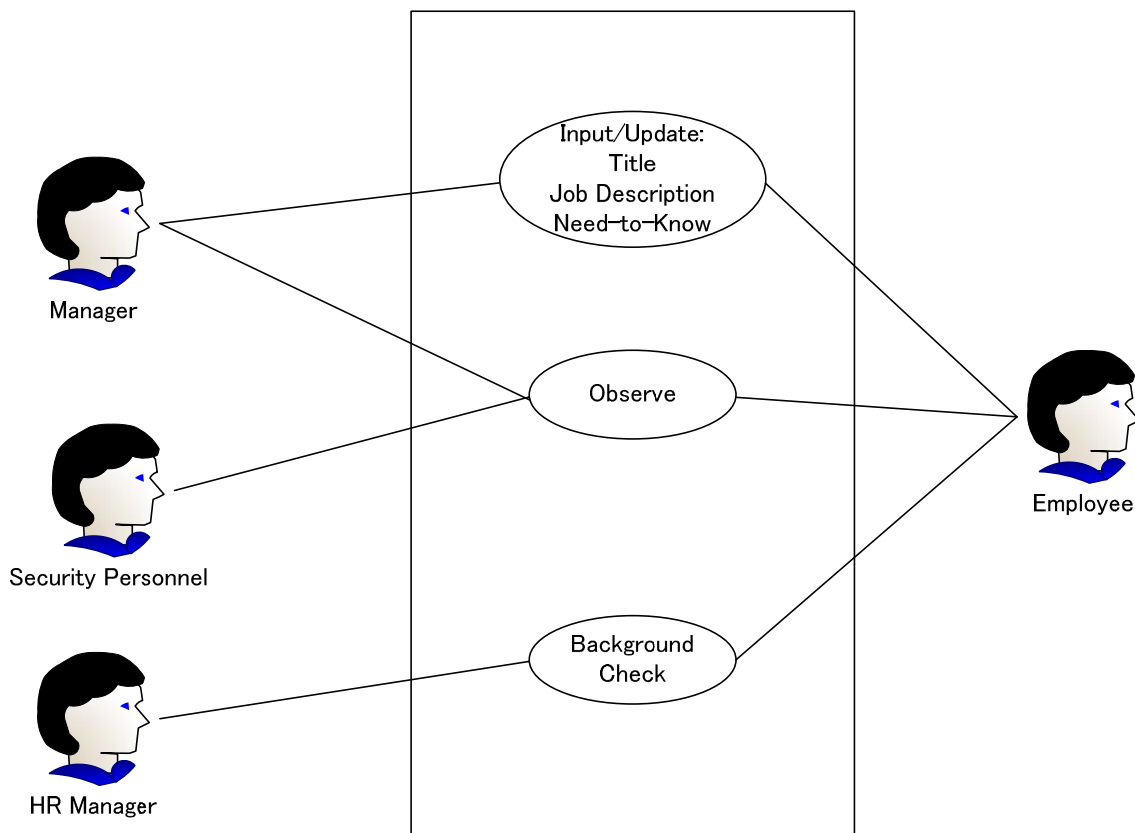 Input/Update:
Title
Job Description
Need-to-Know
Manager
Observe
Employee
Security Personnel
Background
Check
HR Manager